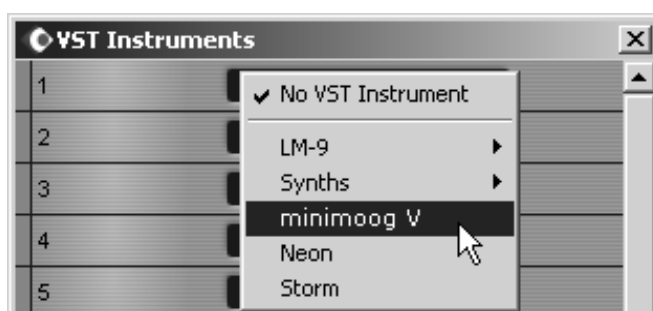 VST Instruments
1
No VST Instrument
2
LM-9
3
Synths
minimoog V
4
Neon
5
Storm